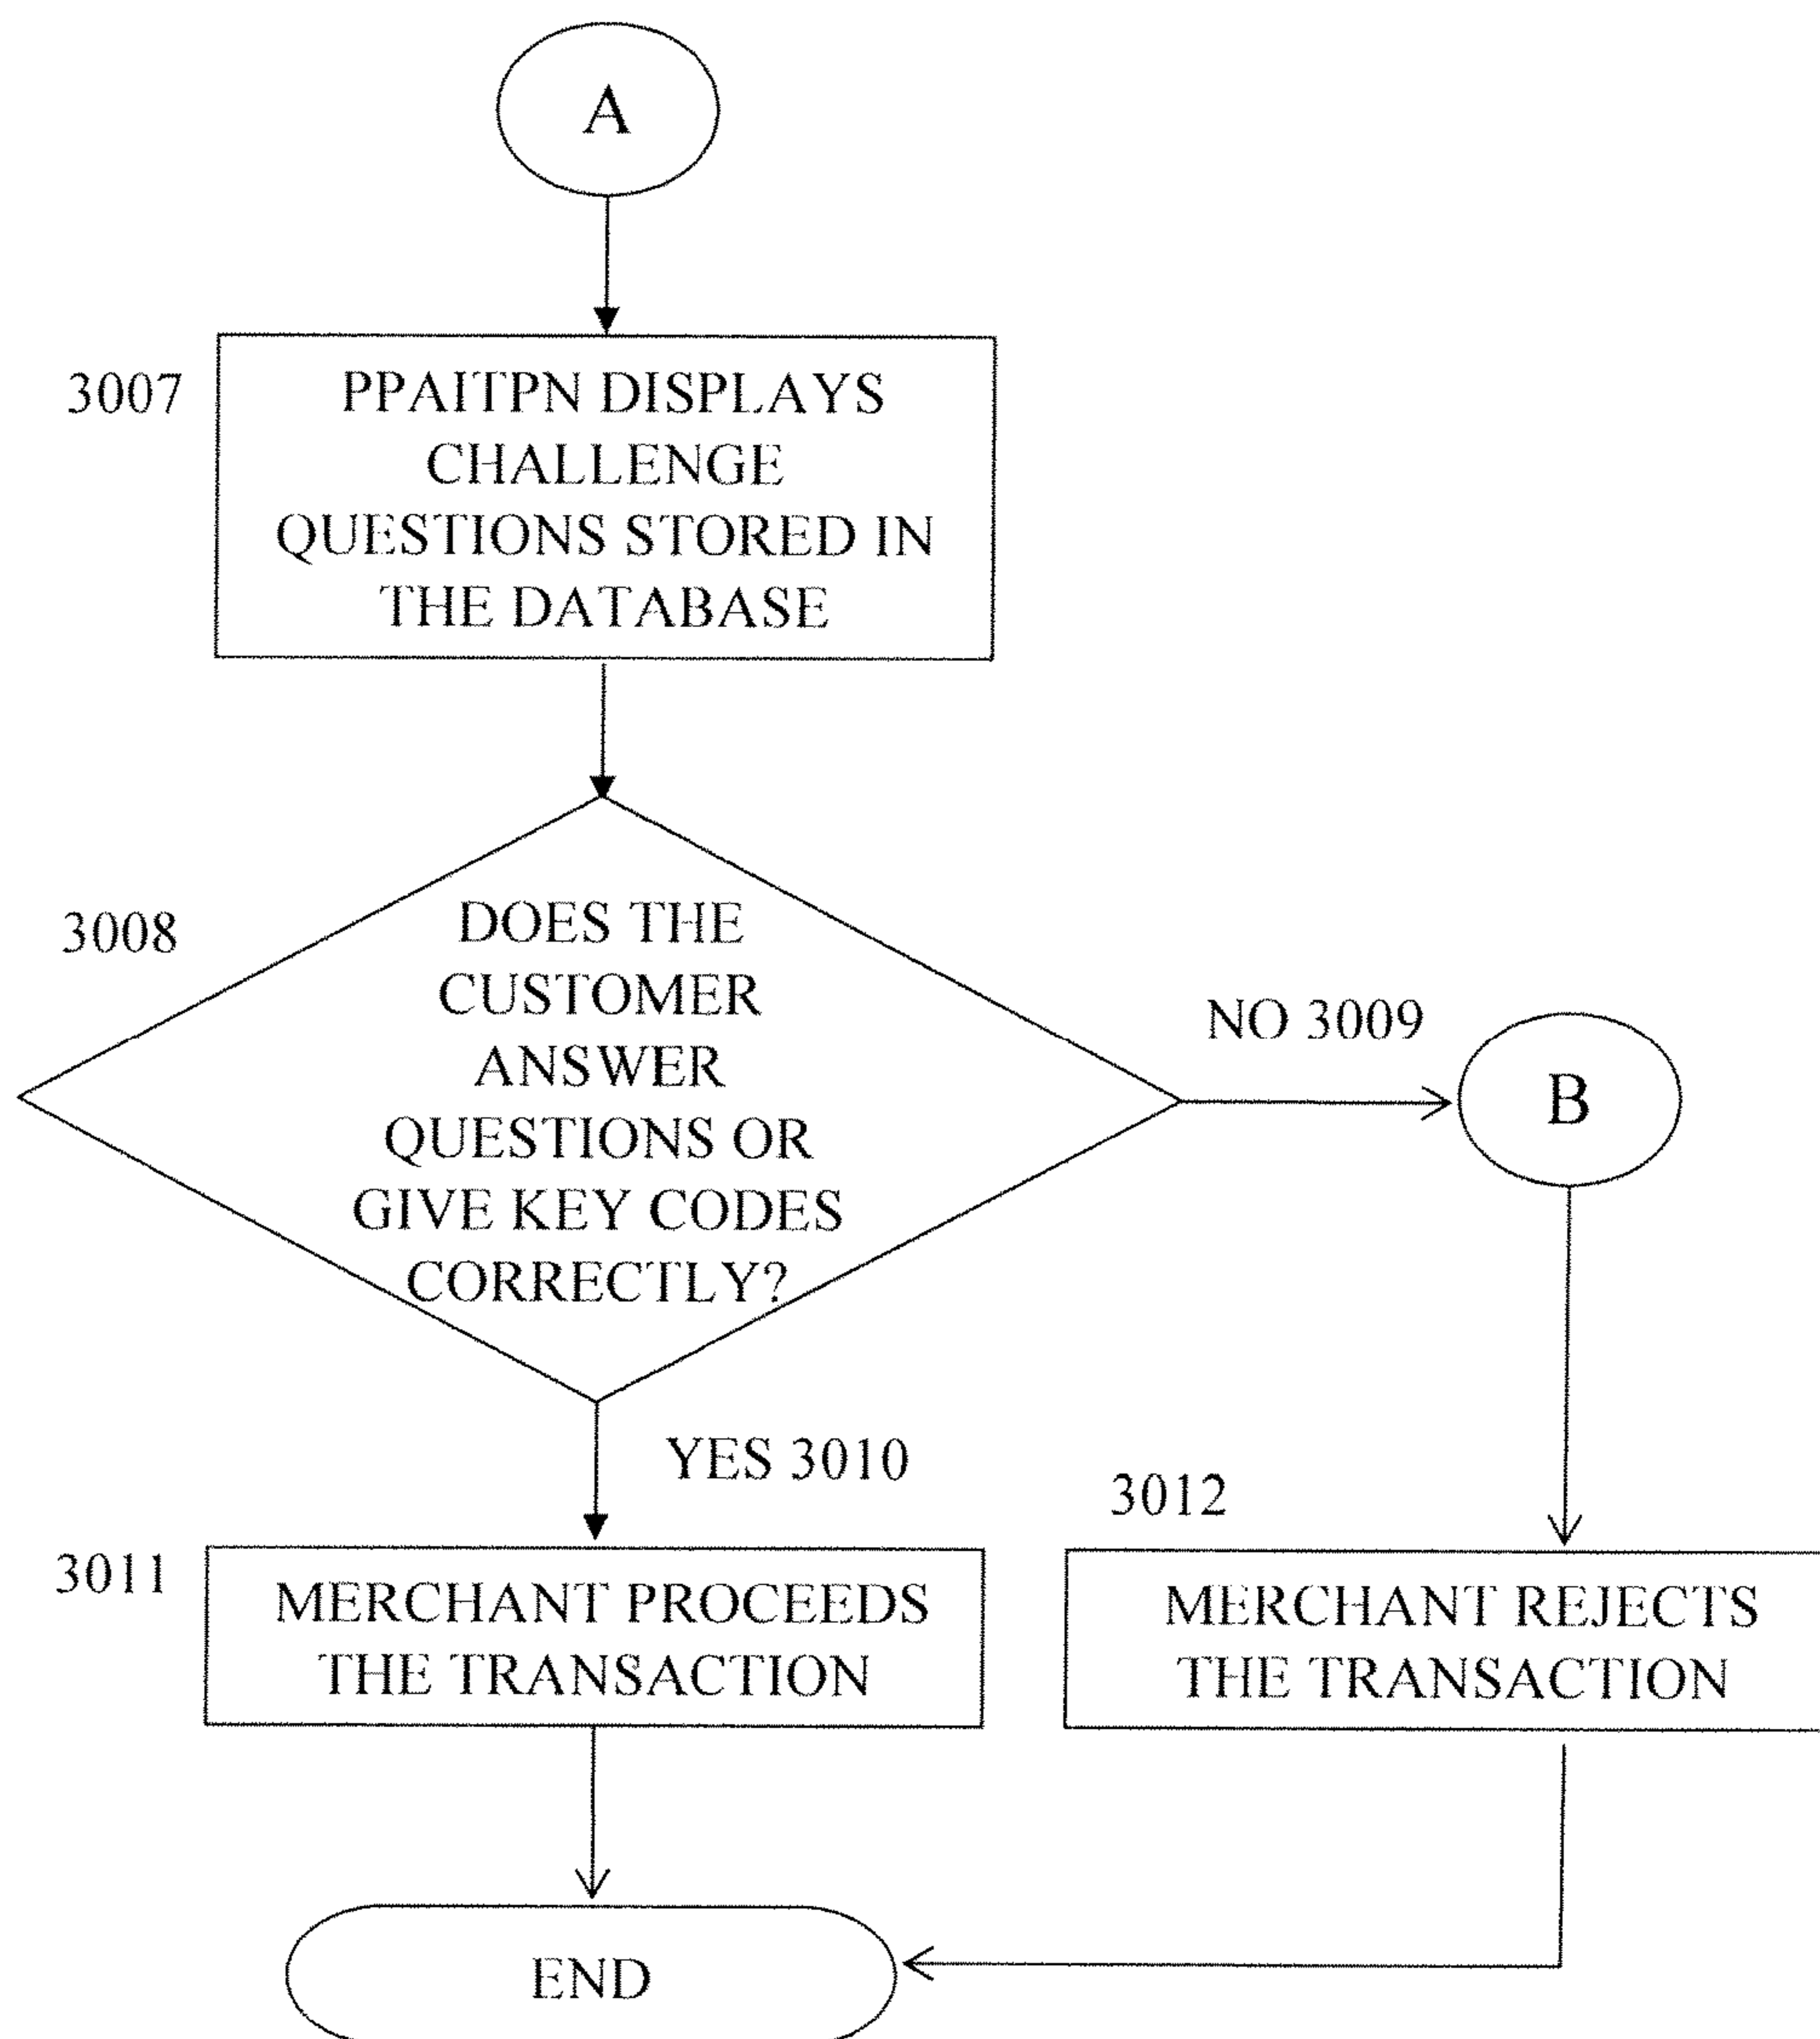 A
3007
PPAITPN DISPLAYS
CHALLENGE
QUESTIONS STORED IN
THE DATABASE
3008
DOES THE
CUSTOMER
ANSWER
QUESTIONS OR
GIVE KEY CODES
CORRECTLY?
NO 3009
B
YES 3010
3011
MERCHANT PROCEEDS
THE TRANSACTION
3012
MERCHANT REJECTS
THE TRANSACTION
END